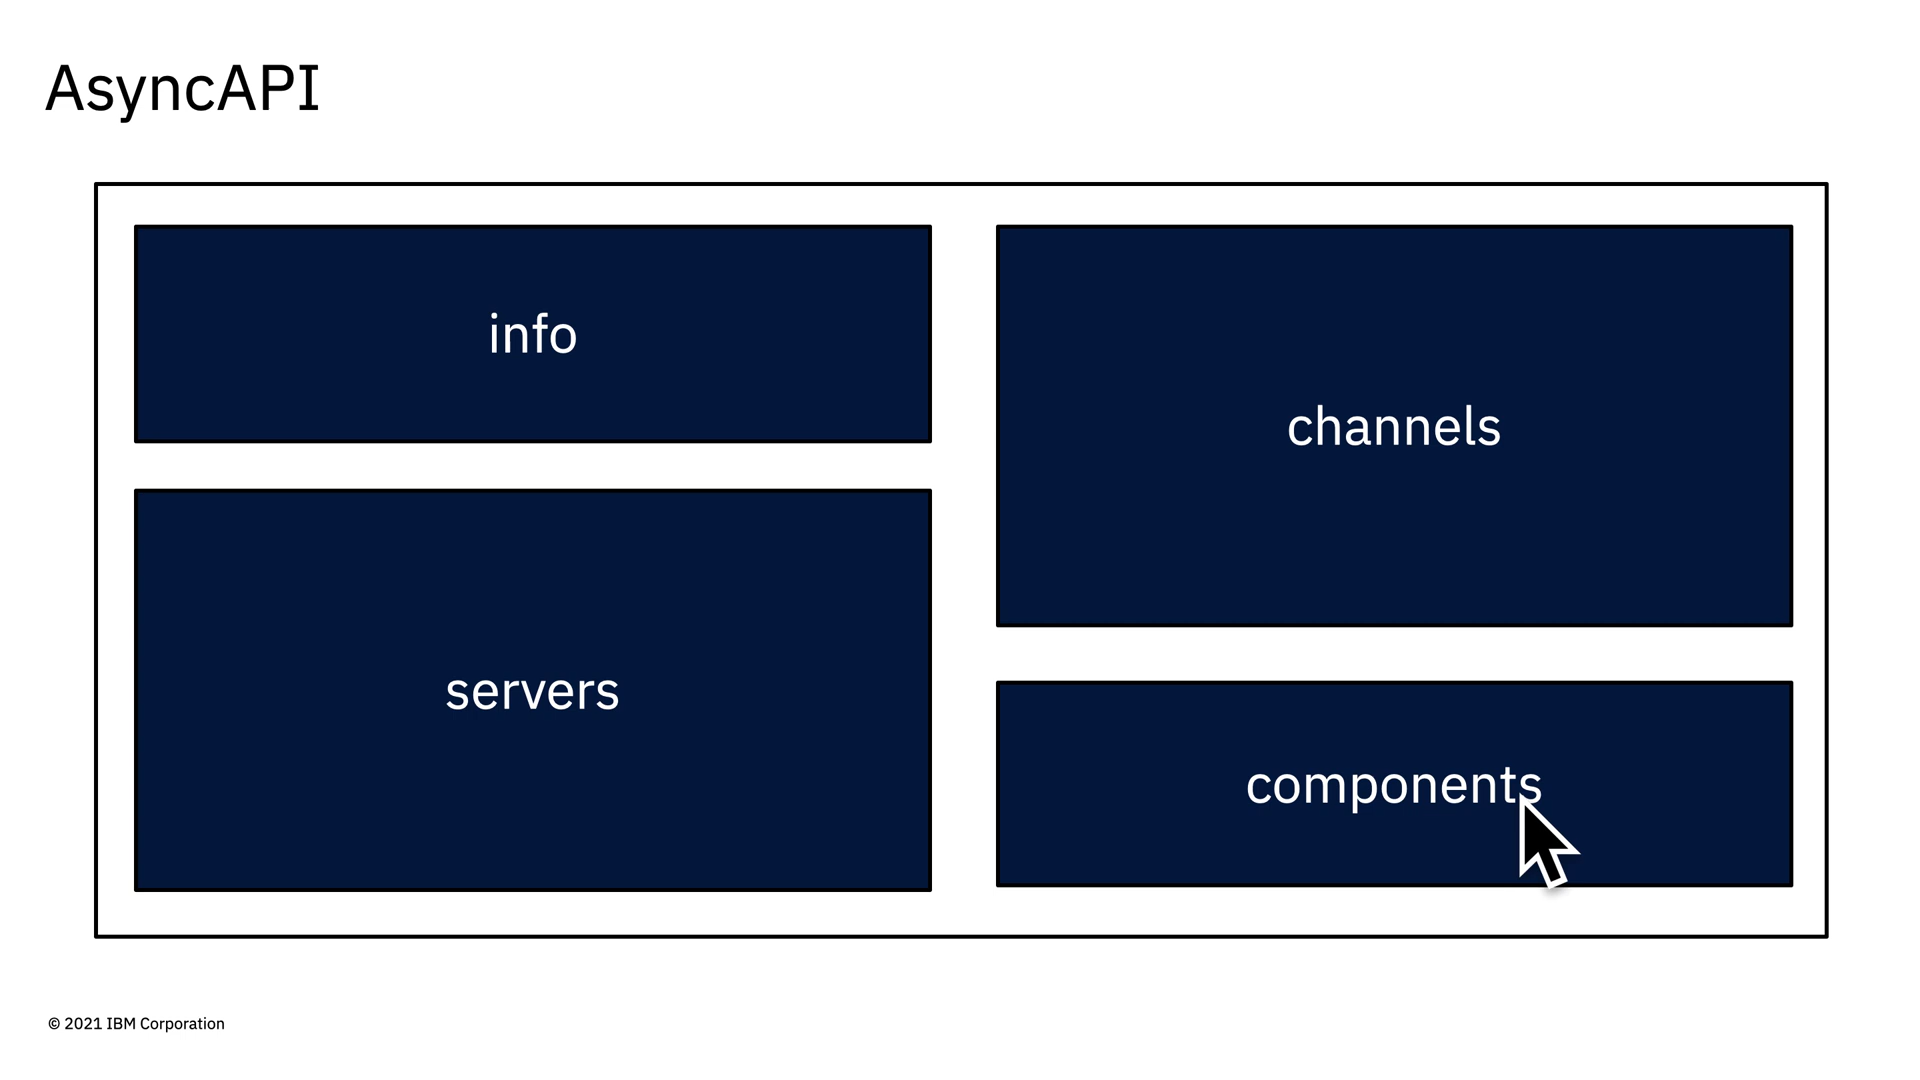 AsyncAPI
info
servers
channels
components
© 2021 IBM Corporation